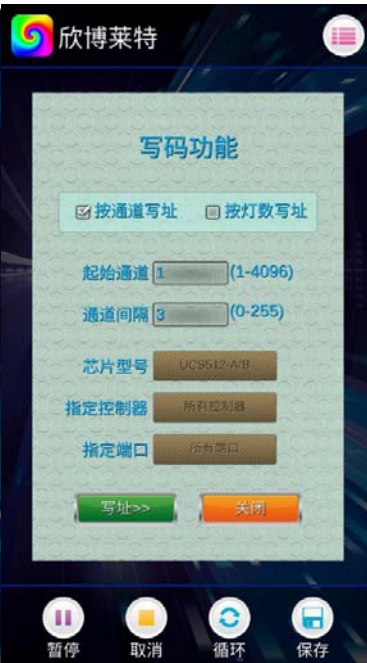 欣博莱特
写码功能
按通道写址 按灯数写址
起始通道 1 (1-4096)
通道间隔 3 (0-255)
芯片型号 UCS512-A/B
指定控制器 所有控制器
指定端口 所有端口
写址>> 关闭
暂停 取消 循环 保存